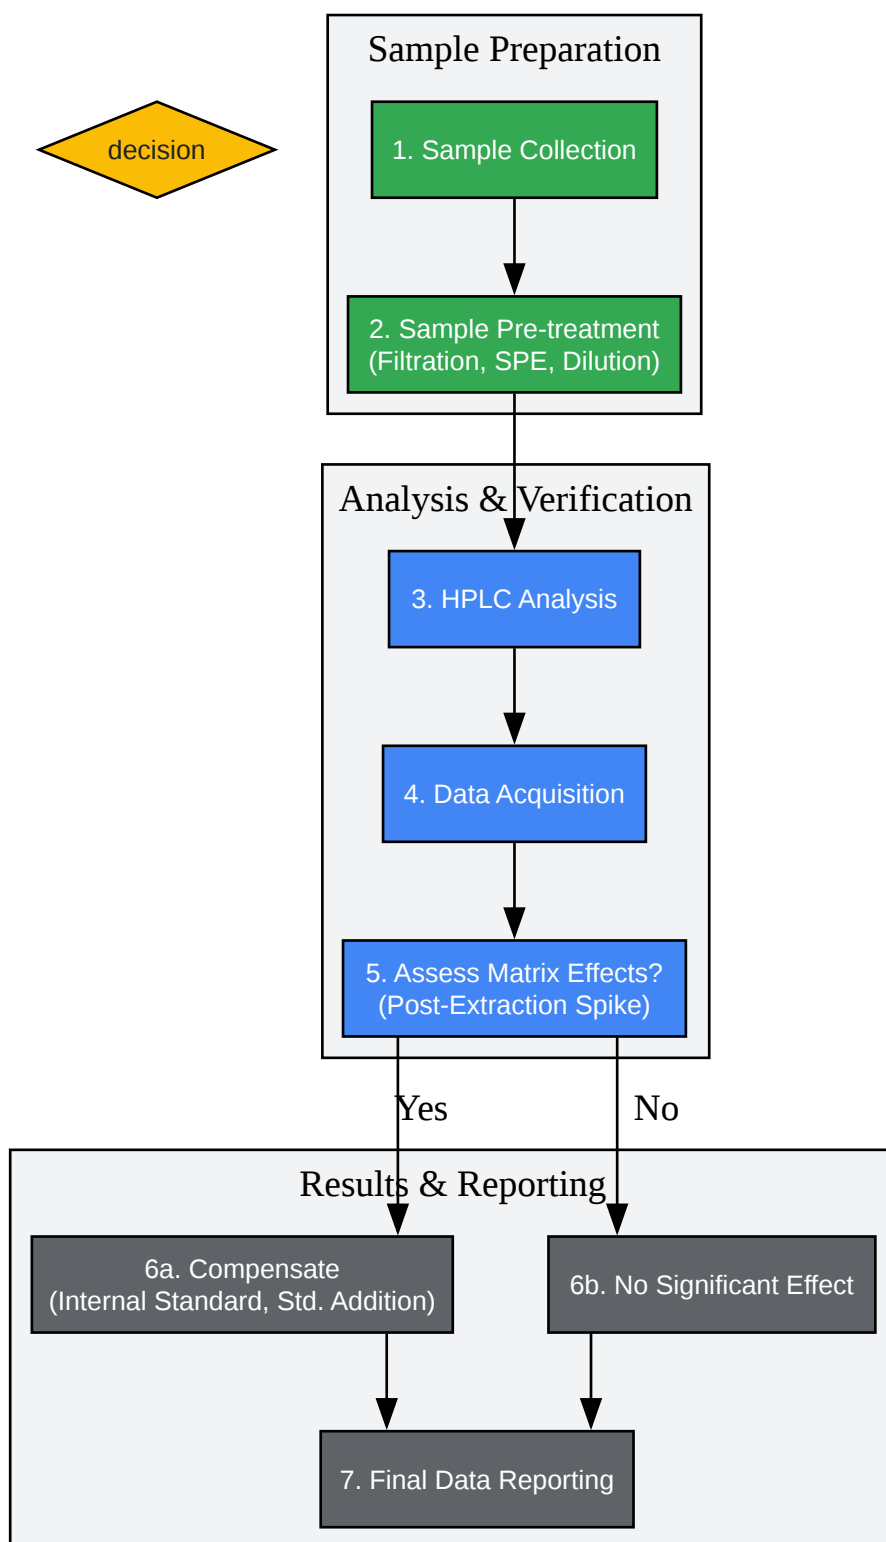 Sample Preparation
decision
1. Sample Collection
2. Sample Pre-treatment
(Filtration, SPE, Dilution)
Analysis & Verification
3. HPLC Analysis
4. Data Acquisition
5. Assess Matrix Effects?
(Post-Extraction Spike)
Yes
No
Results & Reporting
6a. Compensate
(Internal Standard, Std. Addition)
6b. No Significant Effect
7. Final Data Reporting